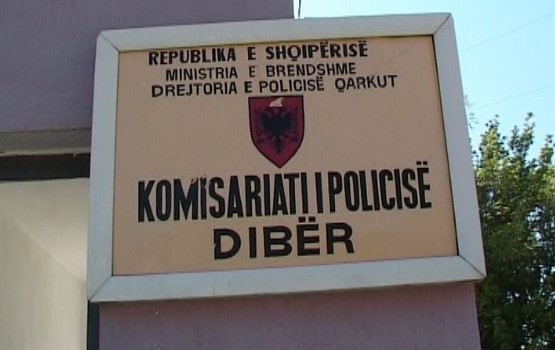 REPUBLIKA E SHQIPËRISË
MINISTRIA E BRENDSHME
DREJTORIA E POLICISË QARKUT
KOMISARIATI I POLICISË
DIBËR